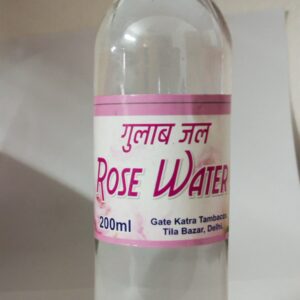 गुलाब जल
ROSE WATER
200ml
Gate Katra Tambacoo
Tila Bazar, Delhi.